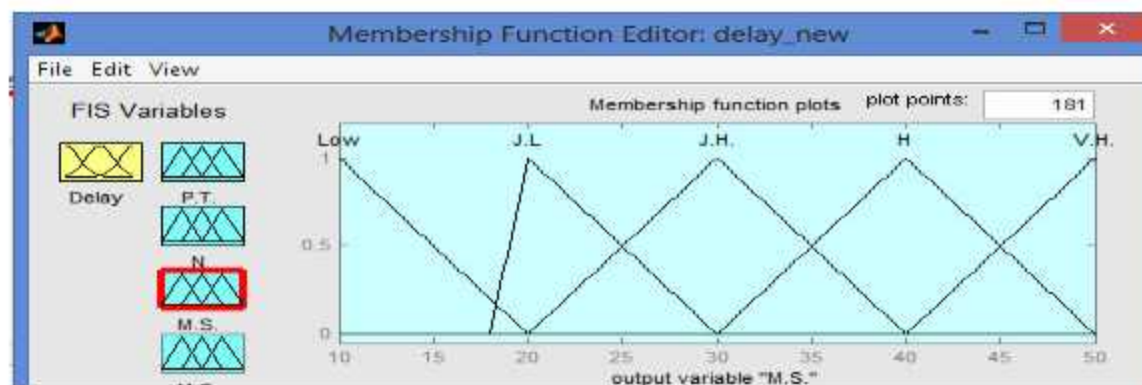 Membership Function Editor: delay_new
File Edit View
FIS Variables
Membership function plots plot points: 181
Low J.L J.H. H V.H.
1
0.5
0
10 15 20 25 30 35 40 45 50
output variable "M.S."
Delay
P.T.
N
M.S.